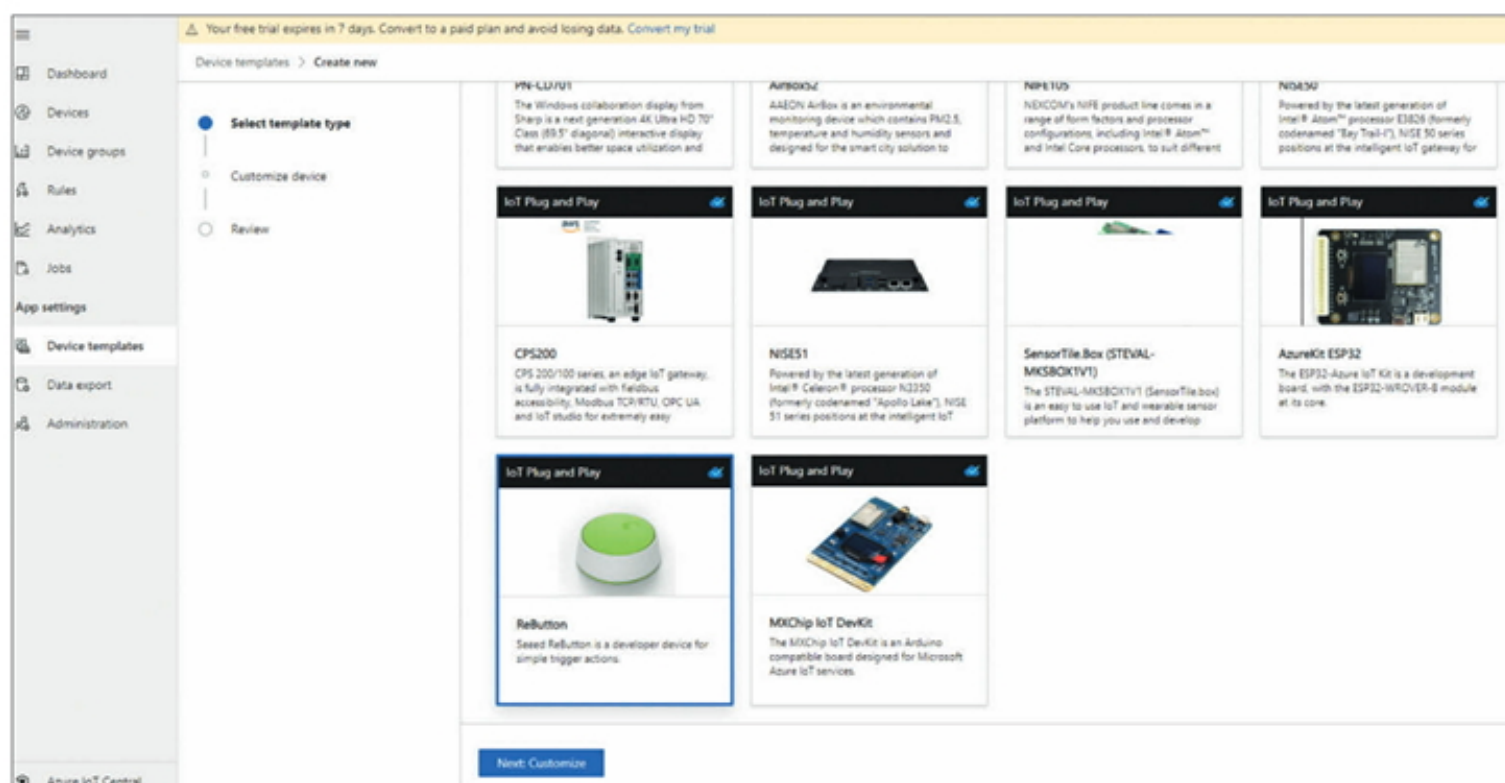 Your free trial expires in 7 days. Convert to a paid plan and avoid losing data. Convert my trial
Device templates > Create new
Dashboard
Devices
Device groups
Rules
Analytics
Jobs
App settings
Device templates
Data export
Administration
Azure IoT Central
Select template type
Customize device
Review
PN-CD701
The Windows collaboration display from
Sharp is a next generation 4K Ultra HD 70"
Class (69.5" diagonal) interactive display
that enables better space utilization and
AirBox52
AAEON AirBox is an environmental
monitoring device which contains PM2.5,
temperature and humidity sensors and
designed for the smart city solution to
NIFE105
NEXCOM's NIFE product line comes in a
range of form factors and processor
configurations, including Intel® Atom™
and Intel Core processors, to suit different
NISE50
Powered by the latest generation of
Intel® Atom™ processor E3826 (formerly
codenamed "Bay Trail-I"), NISE 50 series
positions at the intelligent IoT gateway for
IoT Plug and Play
aws
CPS200
CPS 200/100 series, an edge IoT gateway,
is fully integrated with fieldbus
accessibility, Modbus TCP/RTU, OPC UA
and IoT studio for extremely easy
IoT Plug and Play
NISE51
Powered by the latest generation of
Intel® Celeron® processor N3350
(formerly codenamed "Apollo Lake"), NISE
51 series positions at the intelligent IoT
IoT Plug and Play
SensorTile.Box (STEVAL-
MKSBOX1V1)
The STEVAL-MKSBOX1V1 (SensorTile.box)
is an easy to use IoT and wearable sensor
platform to help you use and develop
IoT Plug and Play
AzureKit ESP32
The ESP32-Azure IoT Kit is a development
board, with the ESP32-WROVER-B module
at its core.
IoT Plug and Play
ReButton
Seeed ReButton is a developer device for
simple trigger actions.
IoT Plug and Play
MXChip IoT DevKit
The MXChip IoT DevKit is an Arduino
compatible board designed for Microsoft
Azure IoT services.
Next: Customize